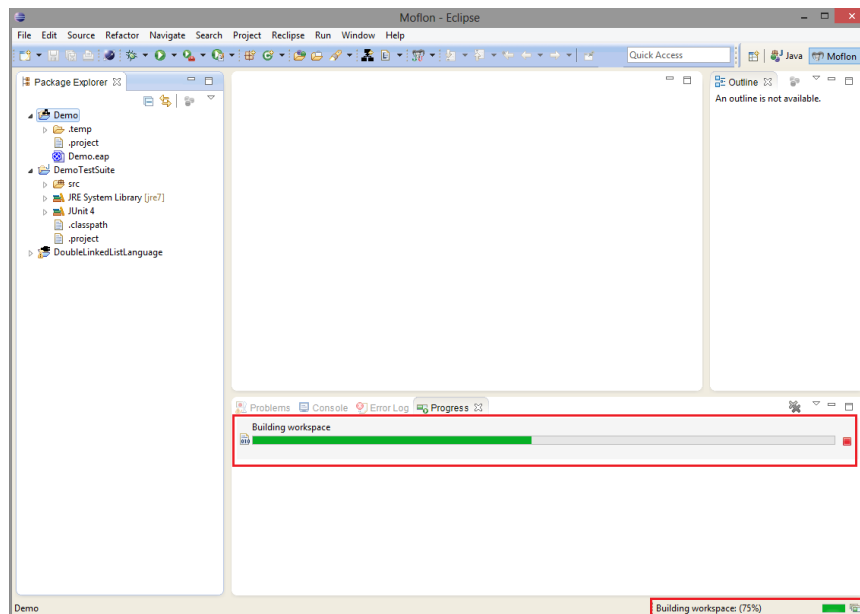 Moflon - Eclipse
File Edit Source Refactor Navigate Search Project Reclipse Run Window Help
Quick Access
Java
Moflon
Package Explorer
Demo
.temp
.project
Demo.eap
DemoTestSuite
src
JRE System Library [jre7]
JUnit 4
.classpath
.project
DoubleLinkedListLanguage
Outline
An outline is not available.
Problems Console Error Log Progress
Building workspace
010
Demo
Building workspace: (75%)